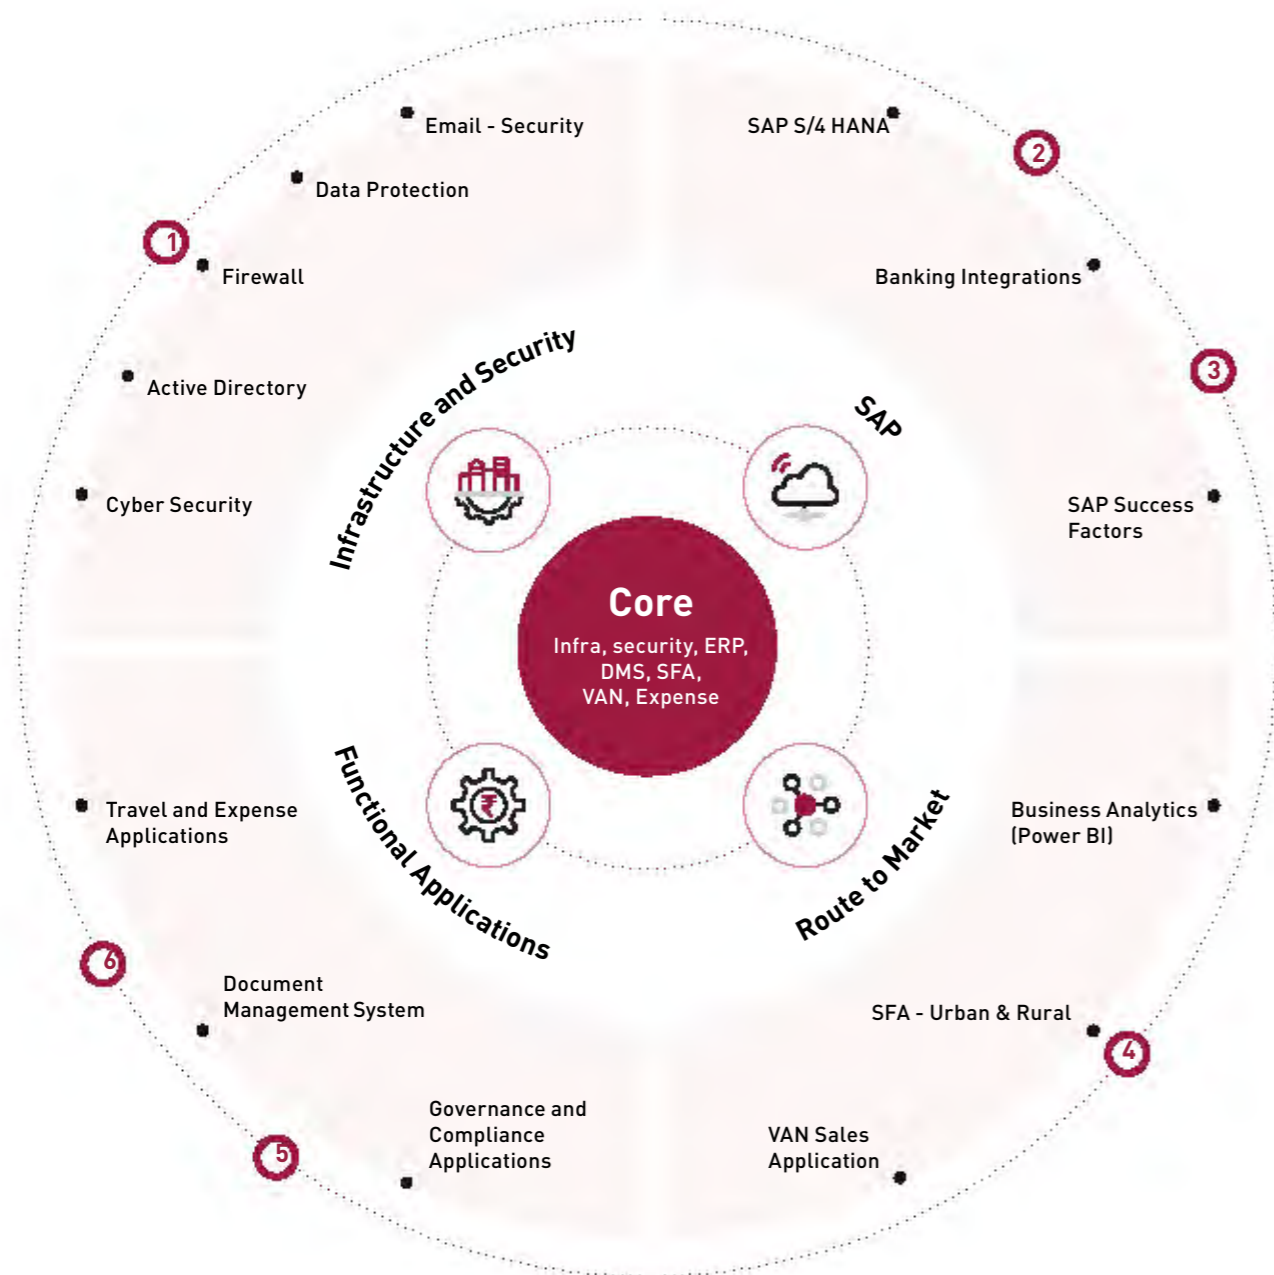 Email - Security
SAP S/4 HANA
2
Data Protection
1
Firewall
Banking Integrations
3
Active Directory
Infrastructure and Security
SAP
Cyber Security
SAP Success
Factors
Core
Infra, security, ERP,
DMS, SFA,
VAN, Expense
₹
Functional Applications
Route to Market
Travel and Expense
Applications
Business Analytics
(Power BI)
6
Document
Management System
SFA - Urban & Rural
4
Governance and
Compliance
Applications
VAN Sales
Application
5